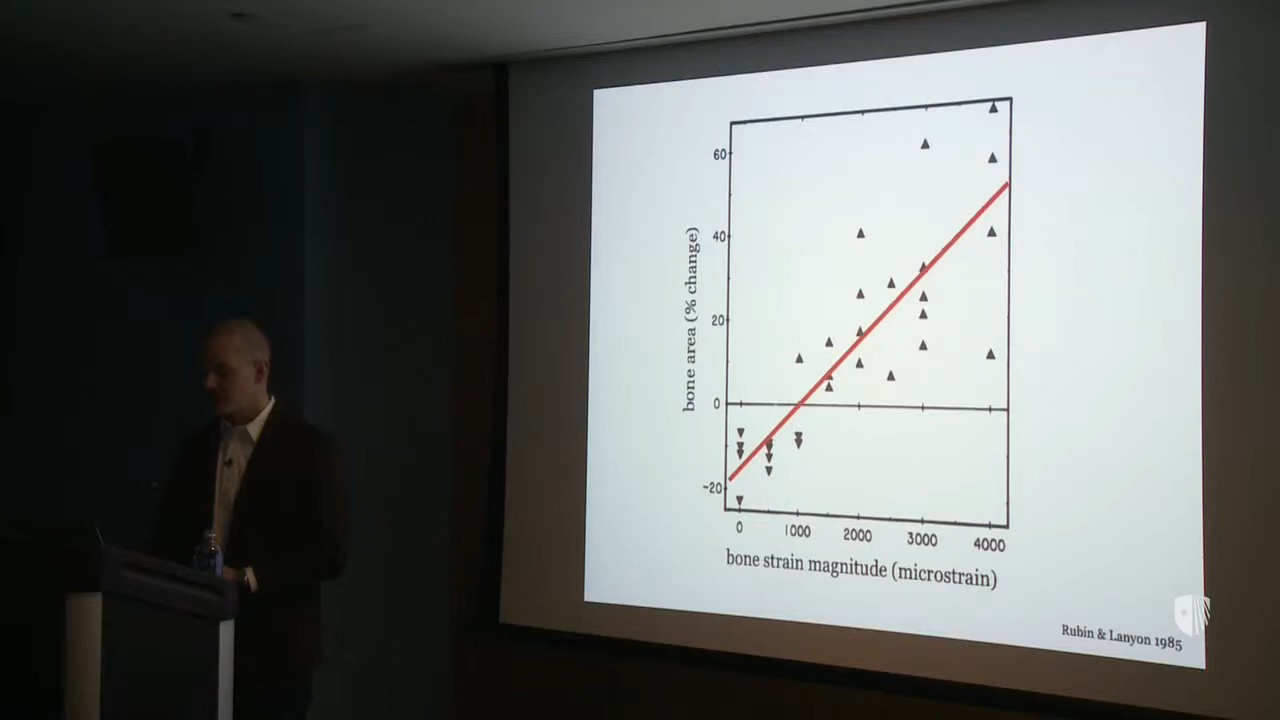 60
40
20
0
-20
bone area (% change)
0 1000 2000 3000 4000
bone strain magnitude (microstrain)
Rubin & Lanyon 1985